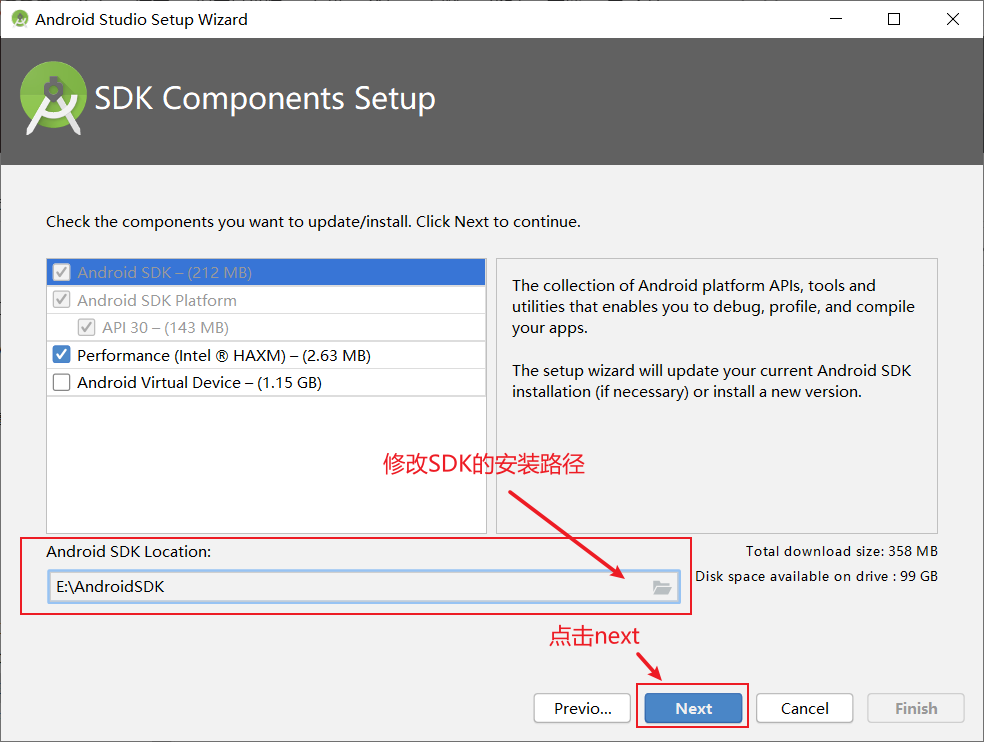 Android Studio Setup Wizard
SDK Components Setup
Check the components you want to update/install. Click Next to continue.
Android SDK – (212 MB)
Android SDK Platform
API 30 – (143 MB)
Performance (Intel ® HAXM) – (2.63 MB)
Android Virtual Device – (1.15 GB)
The collection of Android platform APIs, tools and
utilities that enables you to debug, profile, and compile
your apps.
The setup wizard will update your current Android SDK
installation (if necessary) or install a new version.
修改SDK的安装路径
Android SDK Location:
E:\AndroidSDK
Total download size: 358 MB
Disk space available on drive : 99 GB
点击next
Previo...
Next
Cancel
Finish